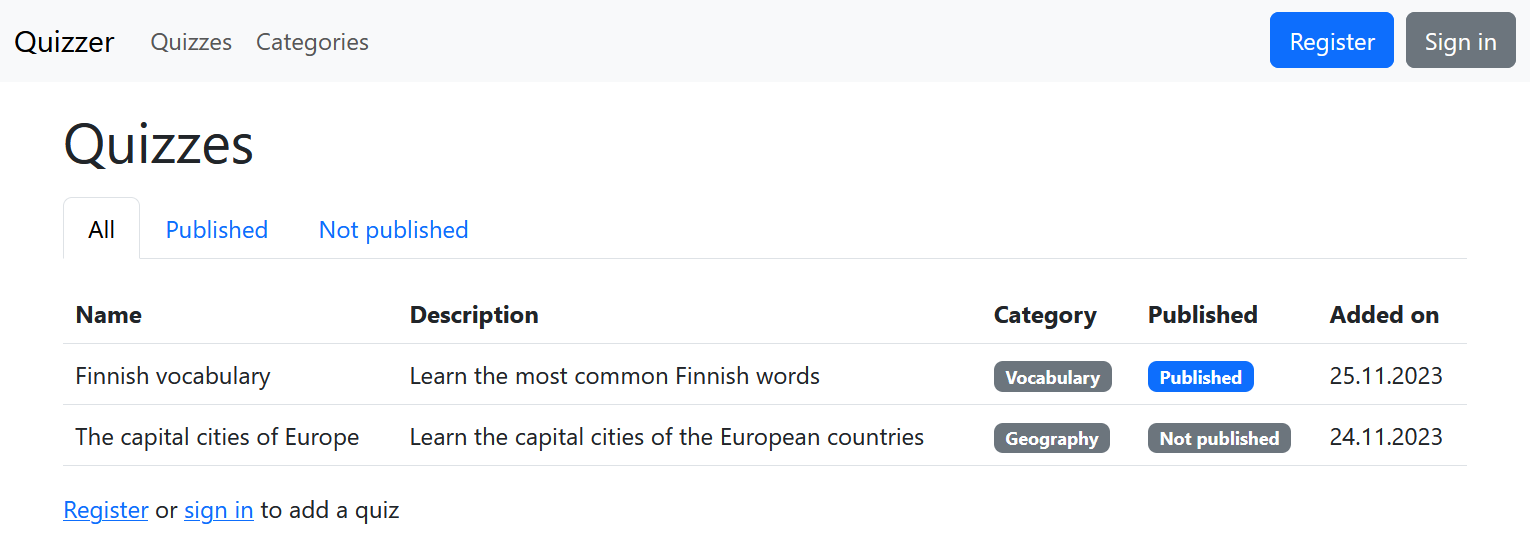 Quizzer Quizzes Categories Register Sign in
Quizzes
All Published Not published
Name Description Category Published Added on
Finnish vocabulary Learn the most common Finnish words Vocabulary Published 25.11.2023
The capital cities of Europe Learn the capital cities of the European countries Geography Not published 24.11.2023
Register or sign in to add a quiz